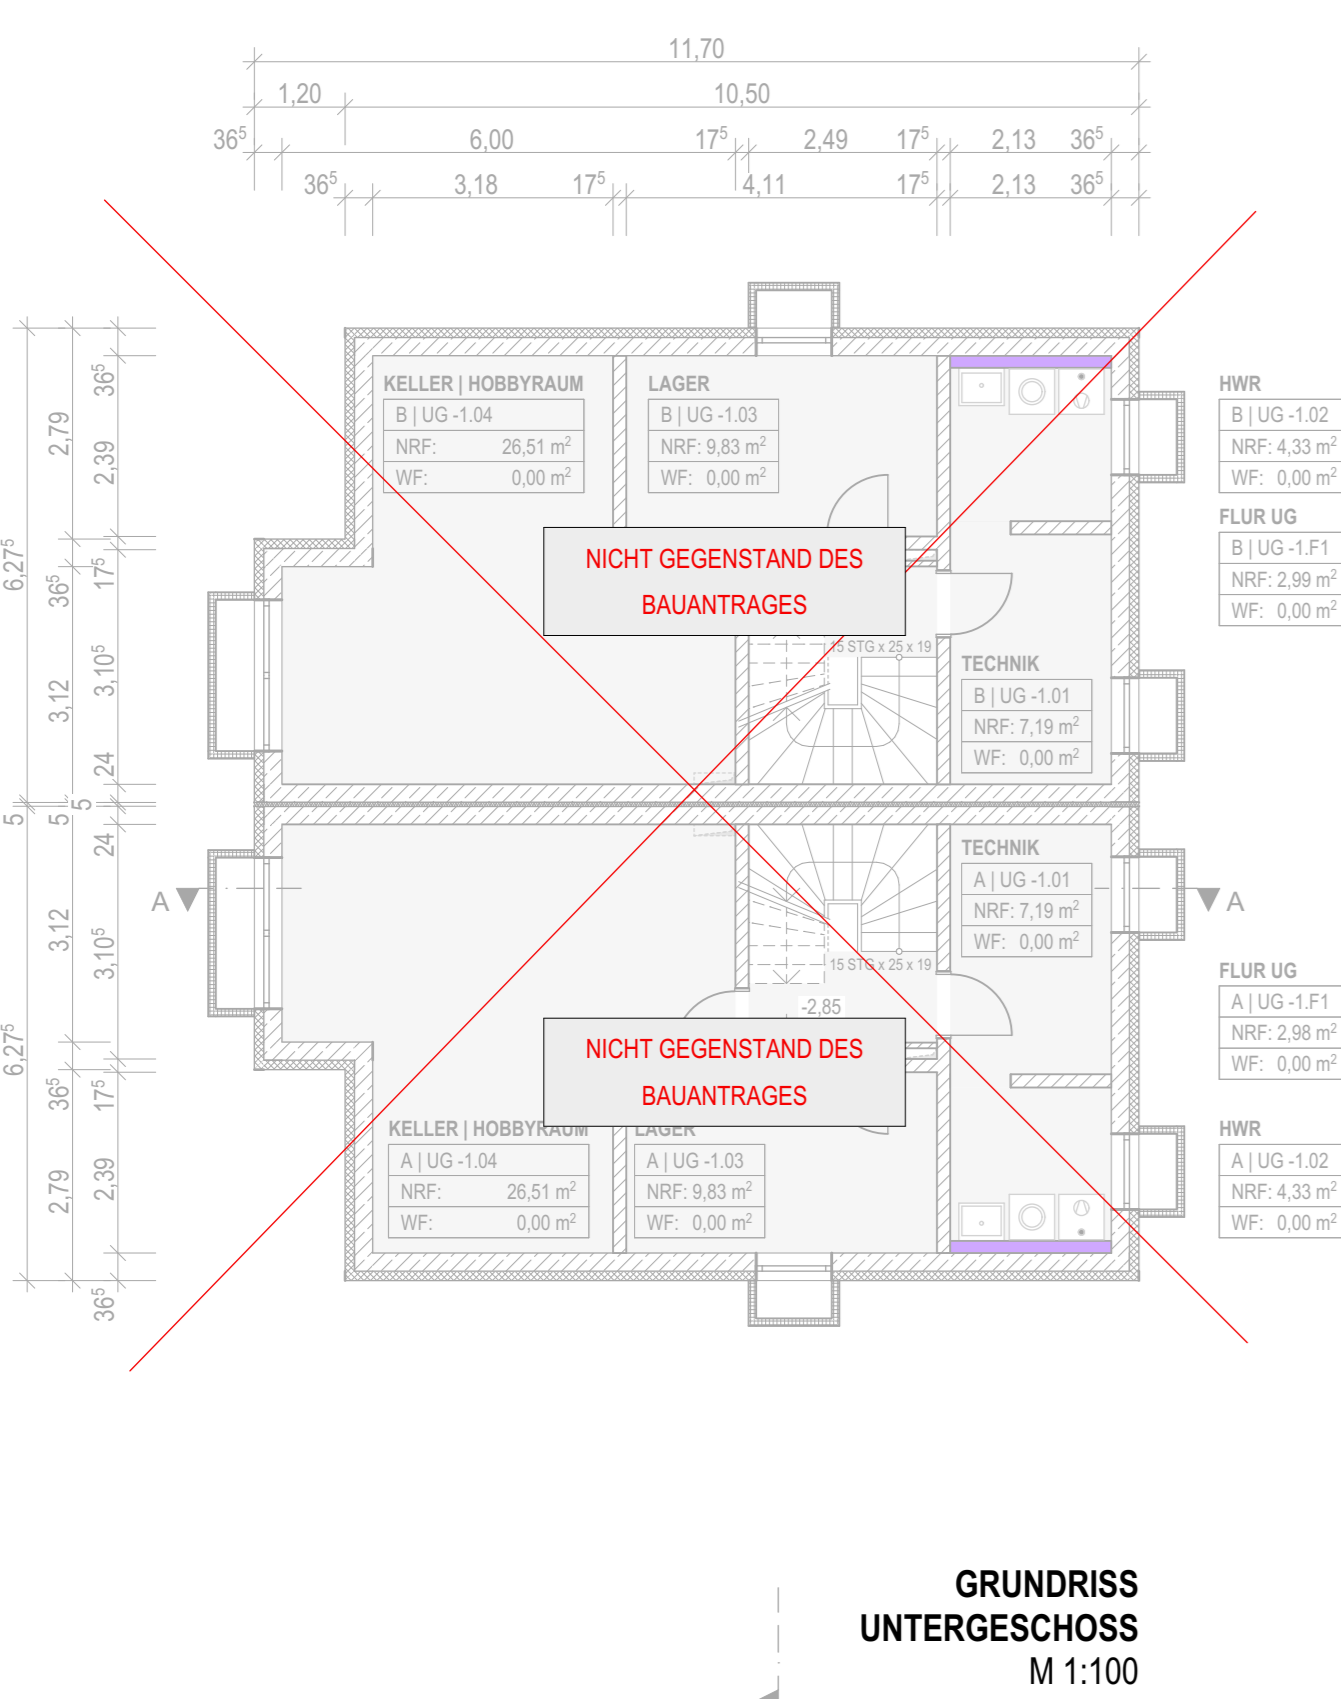 11,70
1,20
10,50
36⁵
6,00
17⁵
2,49
17⁵
2,13
36⁵
36⁵
3,18
17⁵
4,11
17⁵
2,13
36⁵
6,27⁵
5
6,27⁵
2,79
36⁵
3,12
5
3,12
36⁵
2,79
36⁵
2,39
17⁵
3,10⁵
24
5
24
3,10⁵
17⁵
2,39
36⁵
KELLER | HOBBYRAUM
B | UG -1.04
NRF: 26,51 m²
WF: 0,00 m²
LAGER
B | UG -1.03
NRF: 9,83 m²
WF: 0,00 m²
HWR
B | UG -1.02
NRF: 4,33 m²
WF: 0,00 m²
FLUR UG
B | UG -1.F1
NRF: 2,99 m²
WF: 0,00 m²
NICHT GEGENSTAND DES
BAUANTRAGES
15 STG x 25 x 19
TECHNIK
B | UG -1.01
NRF: 7,19 m²
WF: 0,00 m²
TECHNIK
A | UG -1.01
NRF: 7,19 m²
WF: 0,00 m²
A
A
15 STG x 25 x 19
-2,85
FLUR UG
A | UG -1.F1
NRF: 2,98 m²
WF: 0,00 m²
NICHT GEGENSTAND DES
BAUANTRAGES
KELLER | HOBBYRAUM
A | UG -1.04
NRF: 26,51 m²
WF: 0,00 m²
LAGER
A | UG -1.03
NRF: 9,83 m²
WF: 0,00 m²
HWR
A | UG -1.02
NRF: 4,33 m²
WF: 0,00 m²
GRUNDRISS
UNTERGESCHOSS
M 1:100